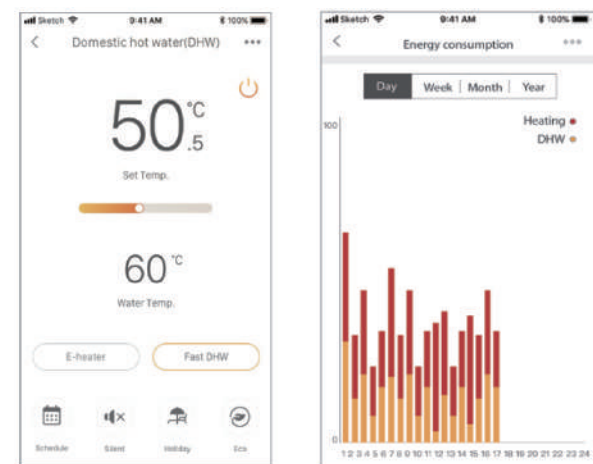 Sketch 9:41 AM 100%
Domestic hot water(DHW)
50 °C
.5
Set Temp.
60 °C
Water Temp.
E-heater Fast DHW
Schedule Silent Holiday Eco
Sketch 9:41 AM 100%
Energy consumption
Day Week Month Year
100
Heating
DHW
0
1 2 3 4 5 6 7 8 9 10 11 12 13 14 15 16 17 18 19 20 21 22 23 24